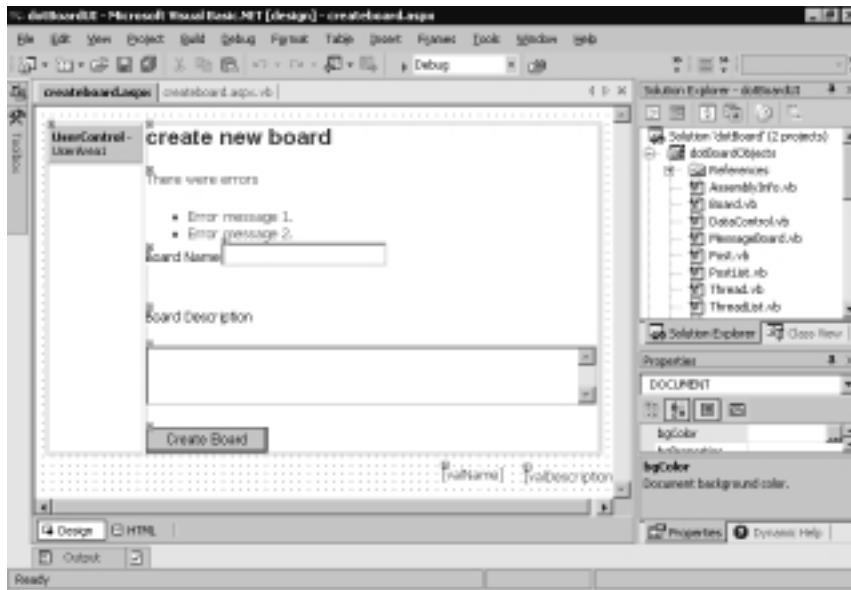 dotBoardUI - Microsoft Visual Basic.NET [design] - createboard.aspx
File Edit View Project Build Debug Format Table Insert Frames Tools Window Help
Debug
createboard.aspx createboard.aspx.vb
Toolbox
UserControl -
UserArea1
create new board
There were errors
Error message 1.
Error message 2.
Board Name
Board Description
Create Board
[valName] [valDescription
Design HTML
Output
Ready
Solution Explorer - dotBoardUI
Solution 'dotBoard' (2 projects)
dotBoardObjects
References
AssemblyInfo.vb
Board.vb
DataControl.vb
MessageBoard.vb
Post.vb
PostList.vb
Thread.vb
ThreadList.vb
Solution Explorer Class View
Properties
DOCUMENT
bgColor
bgProperties
bgColor
Document background color.
Properties Dynamic Help